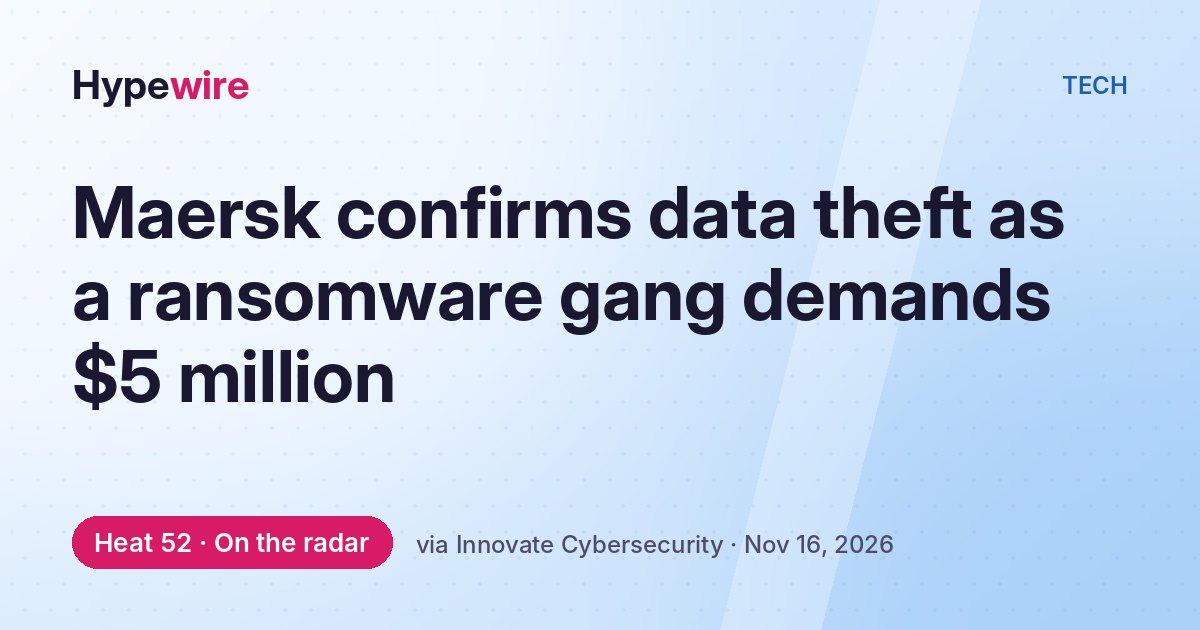 Hypewire
TECH
Maersk confirms data theft as
a ransomware gang demands
$5 million
Heat 52 · On the radar
via Innovate Cybersecurity · Nov 16, 2026